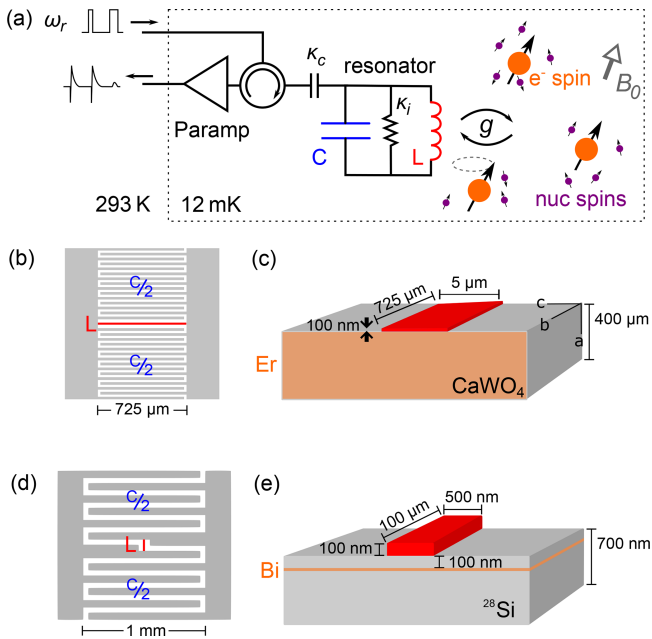 (a)
ω_r
Paramp
κ_c
resonator
κ_i
C
L
g
e⁻ spin
B_0
nuc spins
293 K
12 mK
(b)
C/2
L
C/2
725 μm
(c)
725 μm
5 μm
100 nm
c
b
a
400 μm
Er
CaWO₄
(d)
C/2
L
C/2
1 mm
(e)
100 μm
500 nm
100 nm
100 nm
700 nm
Bi
²⁸Si